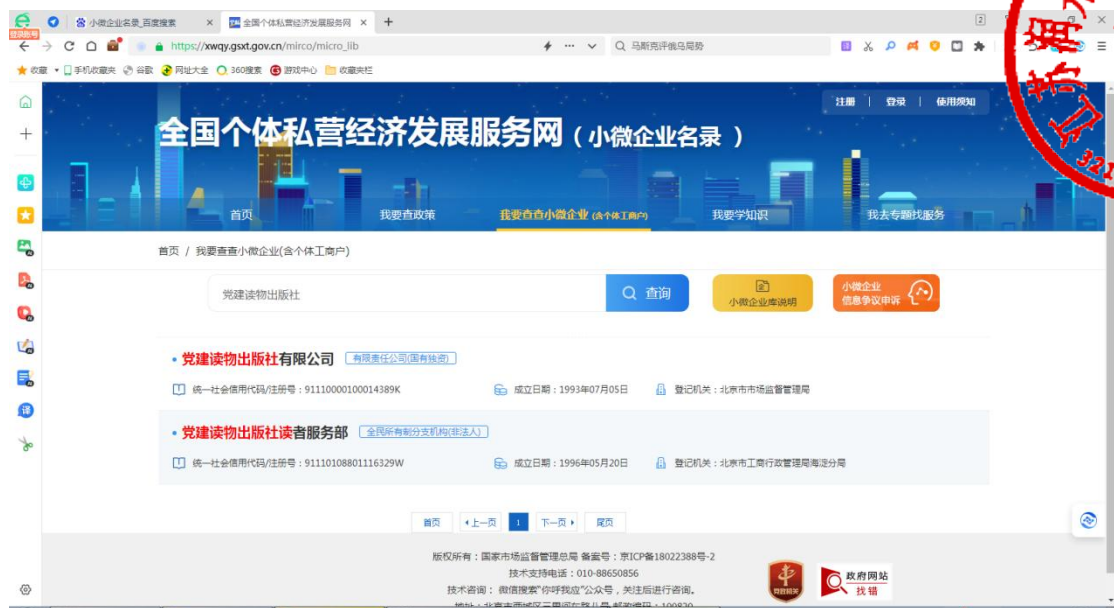 小微企业名录_百度搜索
全国个体私营经济发展服务网
2
登录账号
https://xwqy.gsxt.gov.cn/mirco/micro_lib
马斯克评俄乌局势
收藏
手机收藏夹
谷歌
网址大全
360搜索
游戏中心
收藏夹栏
注册 | 登录 | 使用须知
全国个体私营经济发展服务网（小微企业名录 ）
首页
我要查政策
我要查查小微企业 (含个体工商户)
我要学知识
我去专题找服务
首页 / 我要查查小微企业(含个体工商户)
党建读物出版社
查询
小微企业库说明
小微企业
信息争议申诉
党建读物出版社有限公司
有限责任公司(国有独资)
统一社会信用代码/注册号：91110000100014389K
成立日期：1993年07月05日
登记机关：北京市市场监督管理局
党建读物出版社读者服务部
全民所有制分支机构(非法人)
统一社会信用代码/注册号：91110108801116329W
成立日期：1996年05月20日
登记机关：北京市工商行政管理局海淀分局
首页
上一页
1
下一页
尾页
版权所有：国家市场监督管理总局 备案号：京ICP备18022388号-2
技术支持电话：010-88650856
技术咨询： 微信搜索"你呼我应"公众号，关注后进行咨询。
党政机关
政府网站
找错
译